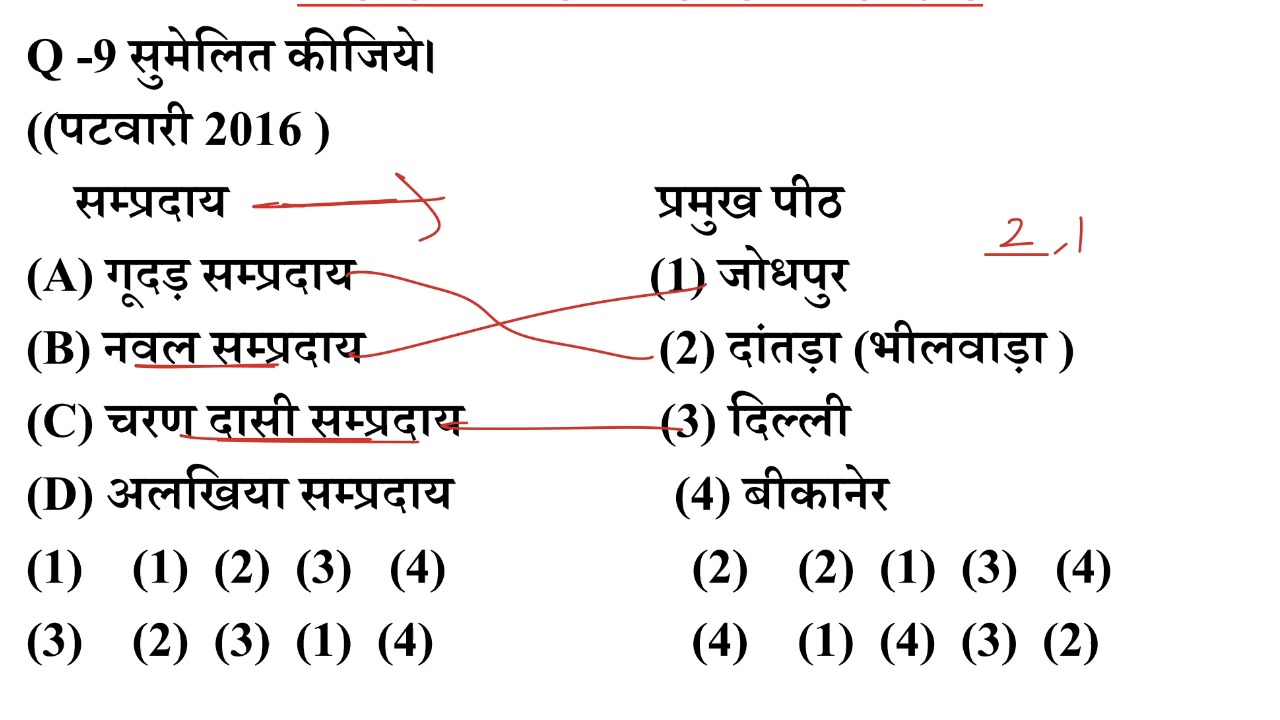 Q -9 सुमेलित कीजिये।
((पटवारी 2016 )
सम्प्रदाय प्रमुख पीठ
2,1
(A) गूदड़ सम्प्रदाय (1) जोधपुर
(B) नवल सम्प्रदाय (2) दांतड़ा (भीलवाड़ा )
(C) चरण दासी सम्प्रदाय (3) दिल्ली
(D) अलखिया सम्प्रदाय (4) बीकानेर
(1) (1) (2) (3) (4) (2) (2) (1) (3) (4)
(3) (2) (3) (1) (4) (4) (1) (4) (3) (2)